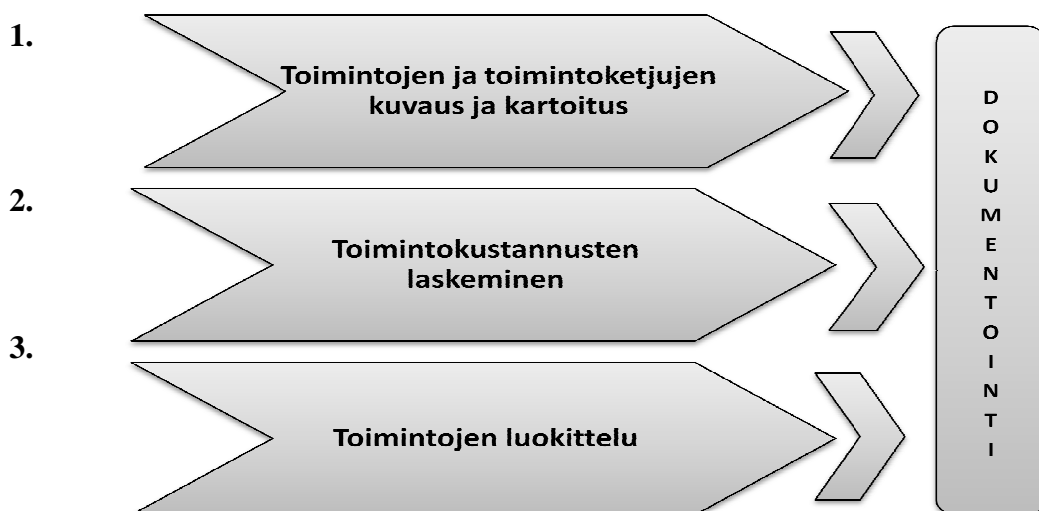 1.
Toimintojen ja toimintoketjujen
kuvaus ja kartoitus
2.
Toimintokustannusten
laskeminen
3.
Toimintojen luokittelu
D
O
K
U
M
E
N
T
O
I
N
T
I